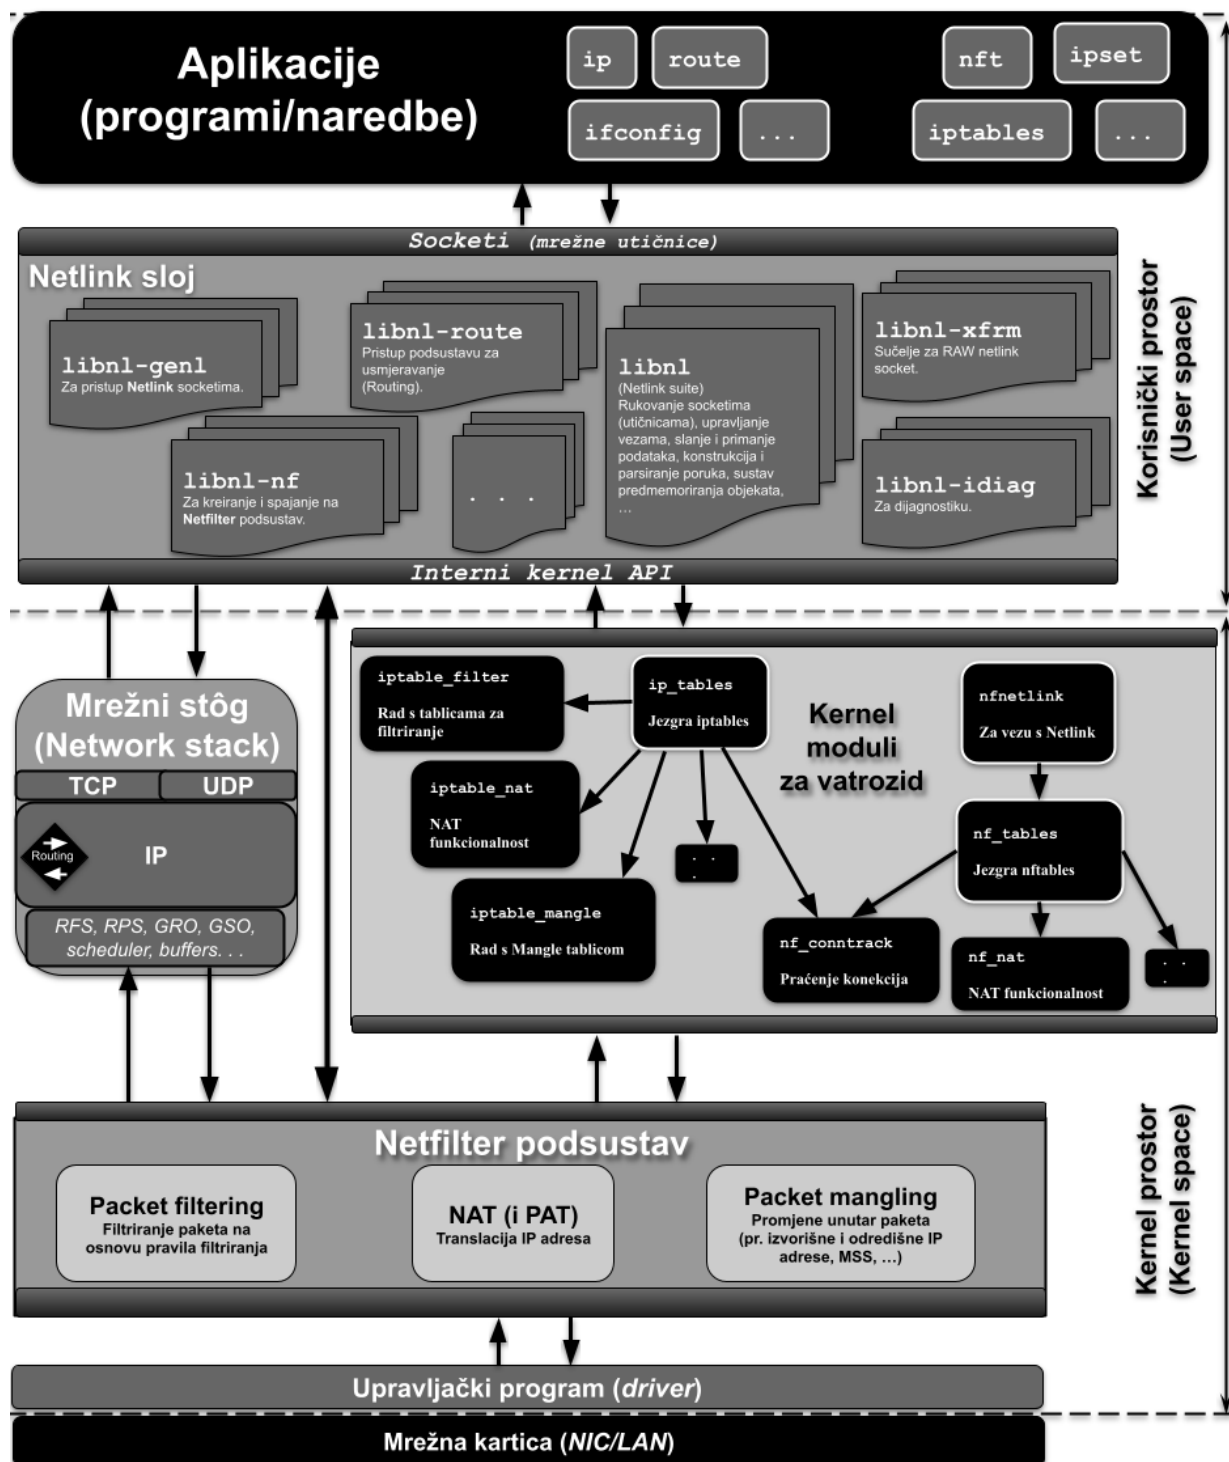 Aplikacije
(programi/naredbe)
ip
route
nft
ipset
ifconfig
...
iptables
...
Socketi (mrežne utičnice)
Netlink sloj
libnl-genl
Za pristup Netlink socketima.
libnl-route
Pristup podsustavu za
usmjeravanje
(Routing).
libnl
(Netlink suite)
Rukovanje socketima
(utičnicama), upravljanje
vezama, slanje i primanje
podataka, konstrukcija i
parsiranje poruka, sustav
predmemoriranja objekata,
...
libnl-xfrm
Sučelje za RAW netlink
socket.
libnl-nf
Za kreiranje i spajanje na
Netfilter podsustav.
. . .
libnl-idiag
Za dijagnostiku.
Interni kernel API
Korisnički prostor
(User space)
Mrežni stôg
(Network stack)
TCP
UDP
Routing
IP
RFS, RPS, GRO, GSO,
scheduler, buffers. . .
iptable_filter
Rad s tablicama za
filtriranje
ip_tables
Jezgra iptables
Kernel
moduli
za vatrozid
nfnetlink
Za vezu s Netlink
iptable_nat
NAT
funkcionalnost
. .
.
nf_tables
Jezgra nftables
iptable_mangle
Rad s Mangle tablicom
nf_conntrack
Praćenje konekcija
nf_nat
NAT funkcionalnost
. .
.
Netfilter podsustav
Packet filtering
Filtriranje paketa na
osnovu pravila filtriranja
NAT (i PAT)
Translacija IP adresa
Packet mangling
Promjene unutar paketa
(pr. izvorišne i odredišne IP
adrese, MSS, ...)
Kernel prostor
(Kernel space)
Upravljački program (driver)
Mrežna kartica (NIC/LAN)